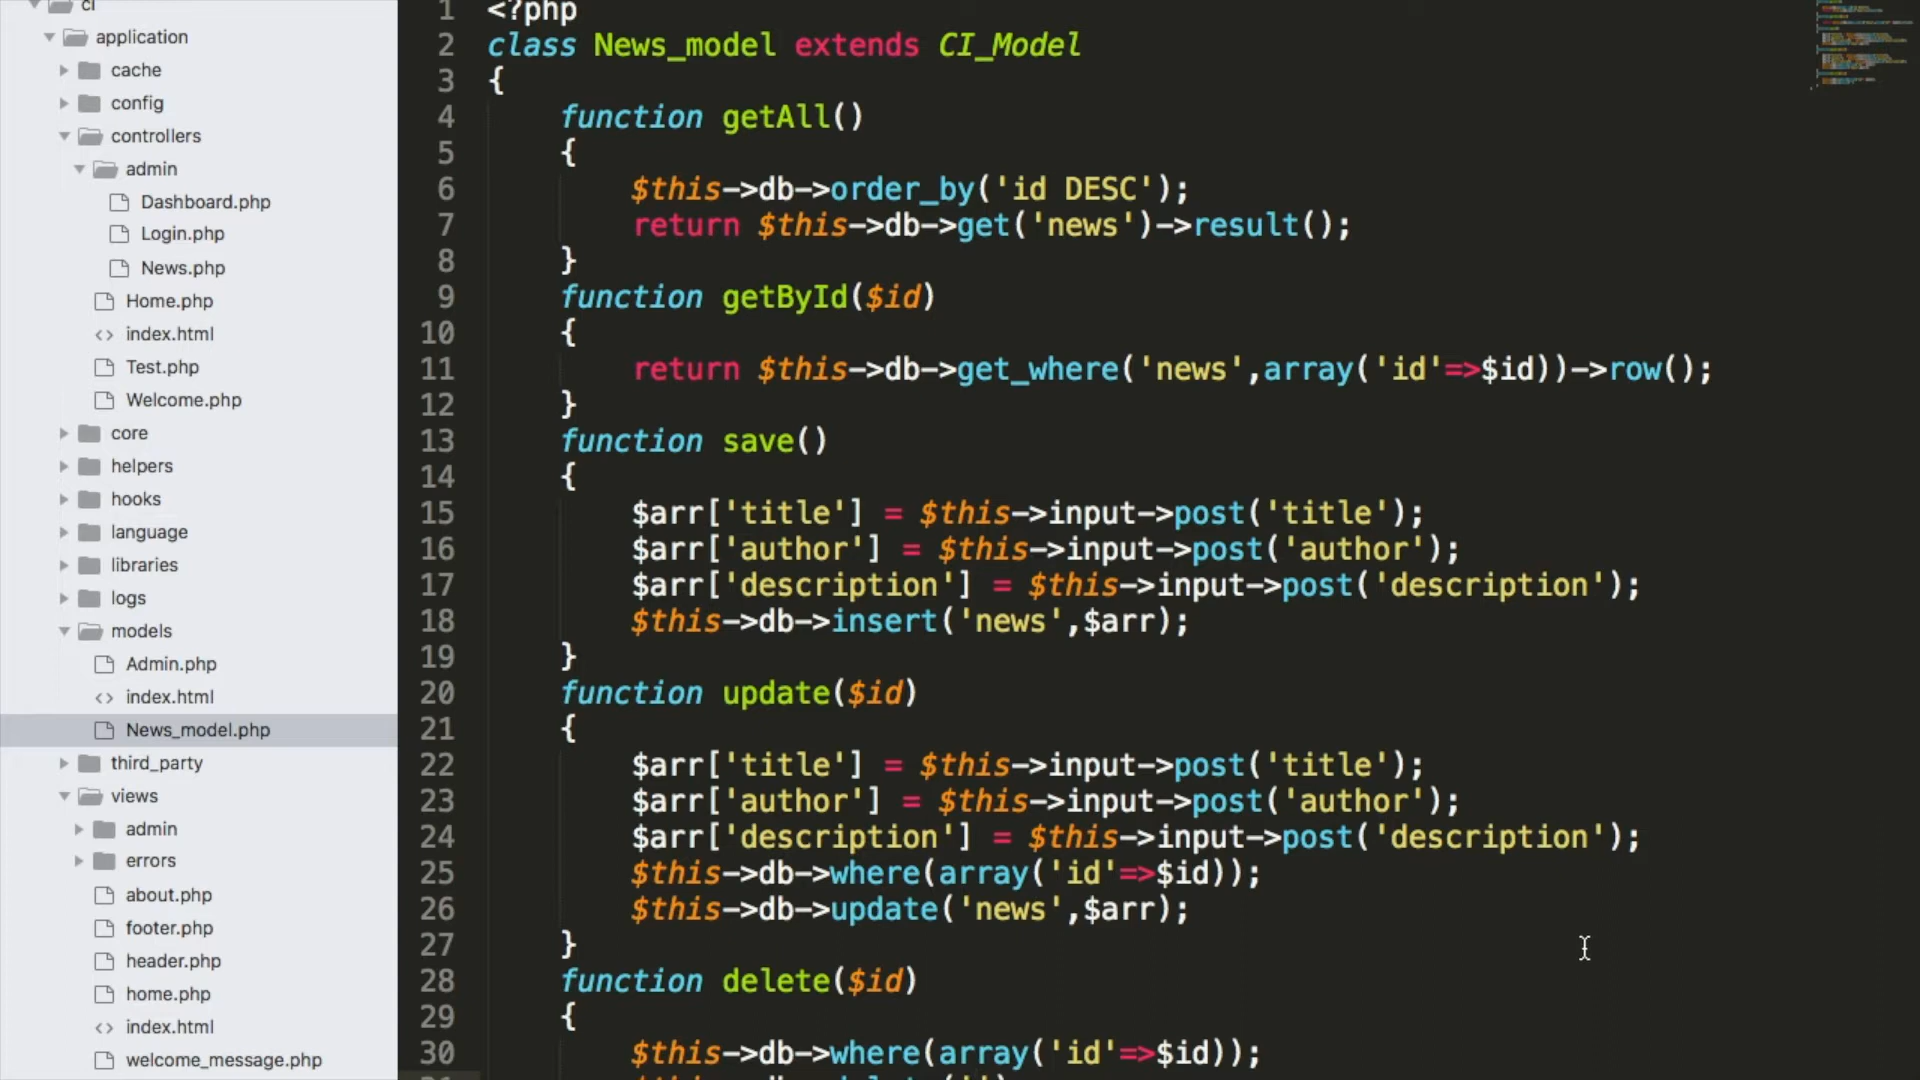 ci
application
cache
config
controllers
admin
Dashboard.php
Login.php
News.php
Home.php
index.html
Test.php
Welcome.php
core
helpers
hooks
language
libraries
logs
models
Admin.php
index.html
News_model.php
third_party
views
admin
errors
about.php
footer.php
header.php
home.php
index.html
welcome_message.php
1 <?php
2 class News_model extends CI_Model
3 {
4 function getAll()
5 {
6 $this->db->order_by('id DESC');
7 return $this->db->get('news')->result();
8 }
9 function getById($id)
10 {
11 return $this->db->get_where('news',array('id'=>$id))->row();
12 }
13 function save()
14 {
15 $arr['title'] = $this->input->post('title');
16 $arr['author'] = $this->input->post('author');
17 $arr['description'] = $this->input->post('description');
18 $this->db->insert('news',$arr);
19 }
20 function update($id)
21 {
22 $arr['title'] = $this->input->post('title');
23 $arr['author'] = $this->input->post('author');
24 $arr['description'] = $this->input->post('description');
25 $this->db->where(array('id'=>$id));
26 $this->db->update('news',$arr);
27 }
28 function delete($id)
29 {
30 $this->db->where(array('id'=>$id));